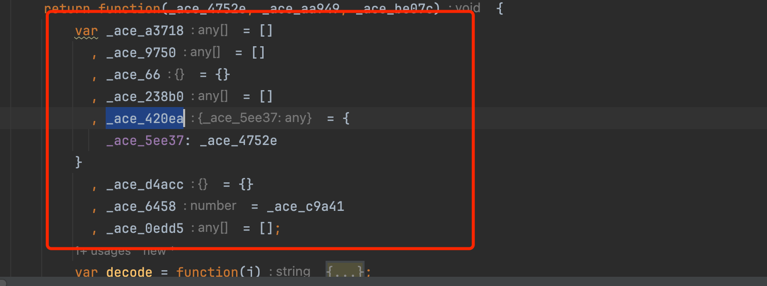 return function(_ace_4752e, _ace_aa949, _ace_be07c) : void {
var _ace_a3718 : any[] = []
, _ace_9750 : any[] = []
, _ace_66 : {} = {}
, _ace_238b0 : any[] = []
, _ace_420ea : {_ace_5ee37: any} = {
_ace_5ee37: _ace_4752e
}
, _ace_d4acc : {} = {}
, _ace_6458 : number = _ace_c9a41
, _ace_0edd5 : any[] = [];
1+ usages new *
var decode = function(j) : string {...};